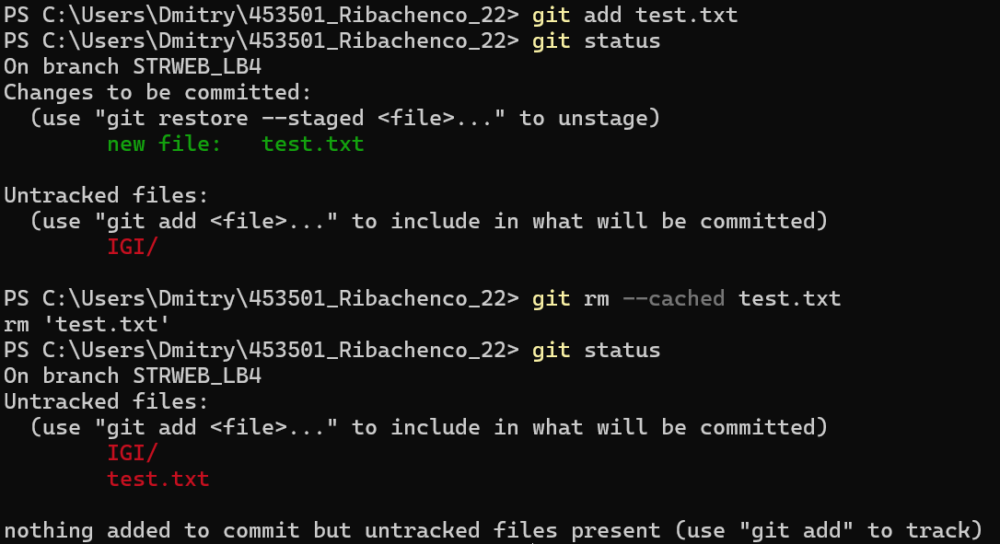 PS C:\Users\Dmitry\453501_Ribachenco_22> git add test.txt
PS C:\Users\Dmitry\453501_Ribachenco_22> git status
On branch STRWEB_LB4
Changes to be committed:
  (use "git restore --staged <file>..." to unstage)
        new file:   test.txt

Untracked files:
  (use "git add <file>..." to include in what will be committed)
        IGI/

PS C:\Users\Dmitry\453501_Ribachenco_22> git rm --cached test.txt
rm 'test.txt'
PS C:\Users\Dmitry\453501_Ribachenco_22> git status
On branch STRWEB_LB4
Untracked files:
  (use "git add <file>..." to include in what will be committed)
        IGI/
        test.txt

nothing added to commit but untracked files present (use "git add" to track)